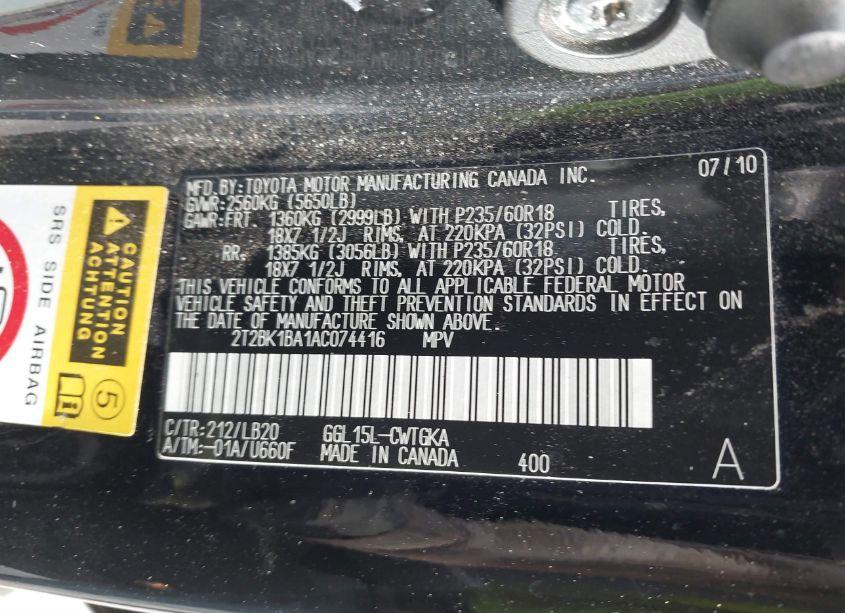 MFD.BY:TOYOTA MOTOR MANUFACTURING CANADA INC. 07/10
GVWR:2560KG (5650LB)
GAWR:FRT. 1360KG (2999LB) WITH P235/60R18 TIRES,
18X7 1/2J RIMS, AT 220KPA (32PSI) COLD.
RR. 1385KG (3056LB) WITH P235/60R18 TIRES,
18X7 1/2J RIMS, AT 220KPA (32PSI) COLD.
THIS VEHICLE CONFORMS TO ALL APPLICABLE FEDERAL MOTOR
VEHICLE SAFETY AND THEFT PREVENTION STANDARDS IN EFFECT ON
THE DATE OF MANUFACTURE SHOWN ABOVE.
2T2BK1BA1AC074416 MPV
C/TR:212/LB20 GGL15L-CWTGKA
A/TM:-01A/U660F MADE IN CANADA 400 A
CAUTION
ATTENTION
ACHTUNG
SRS SIDE AIRBAG
5